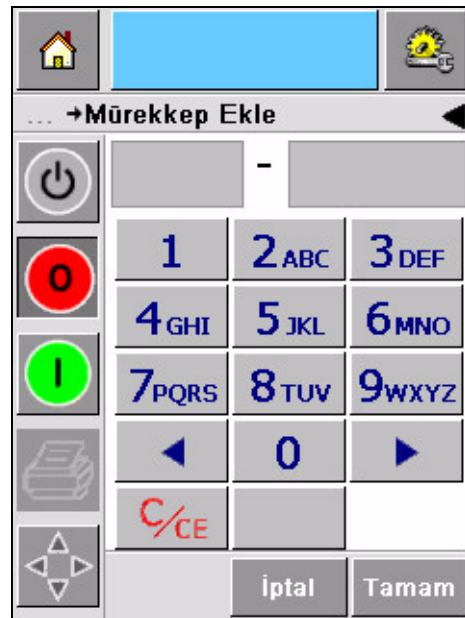 ... →Mürekkep Ekle
-
1 2ABC 3DEF
O
4GHI 5JKL 6MNO
I
7PQRS 8TUV 9WXYZ
0
C/CE
İptal Tamam